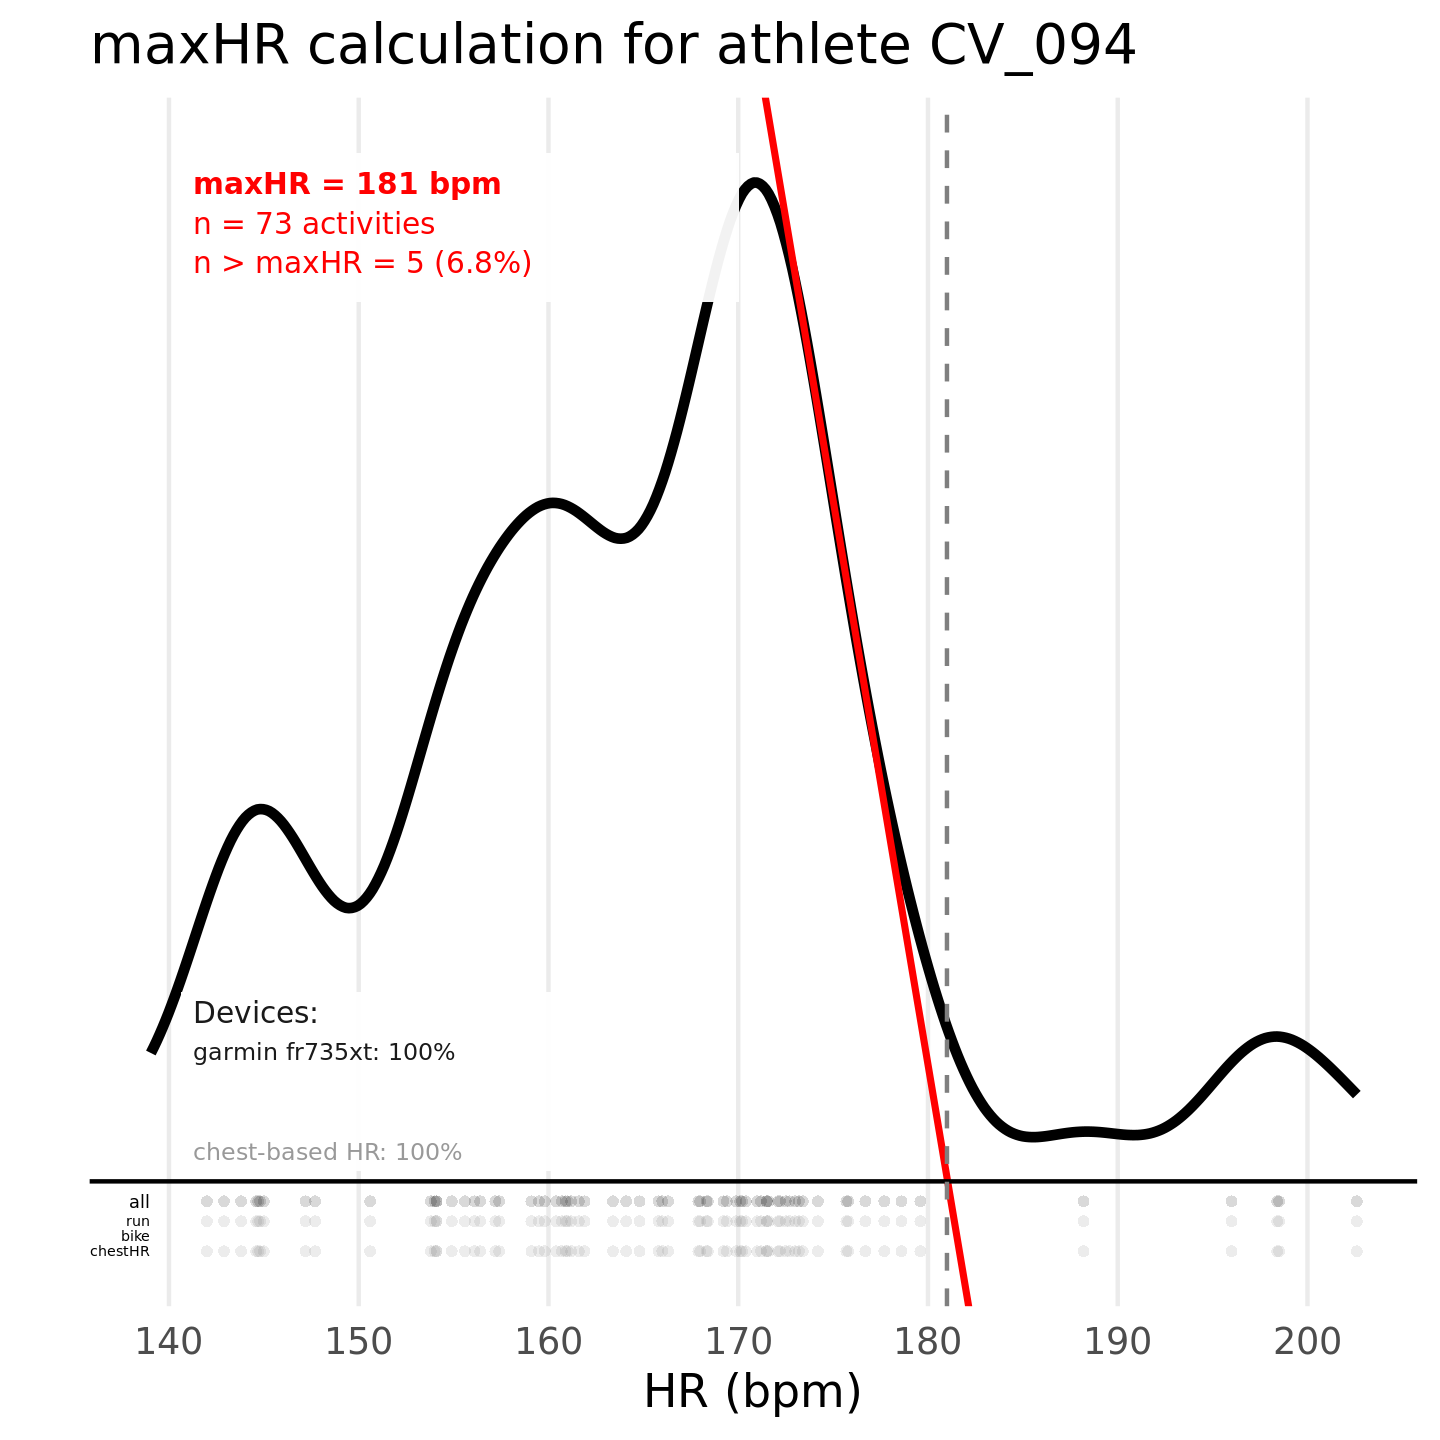 maxHR calculation for athlete CV_094
maxHR = 181 bpm
n = 73 activities
n > maxHR = 5 (6.8%)
Devices:
garmin fr735xt: 100%
chest-based HR: 100%
all
run
bike
chestHR
140 150 160 170 180 190 200
HR (bpm)